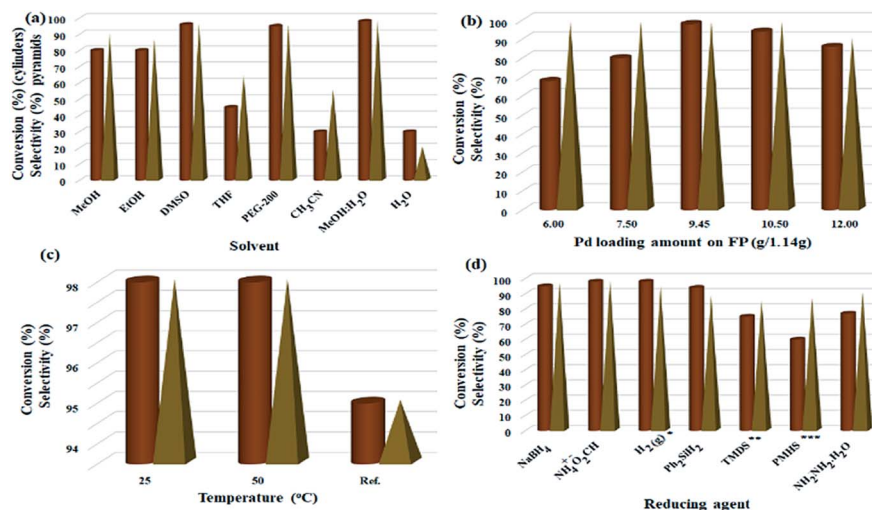 (a)
Conversion (%) (cylinders)
Selectivity (%) pyramids
100
90
80
70
60
50
40
30
20
10
0
MeOH
EtOH
DMSO
THF
PEG-200
CH3CN
MeOH:H2O
H2O
Solvent
(b)
Conversion (%)
Selectivity (%)
100
90
80
70
60
50
40
30
20
10
0
6.00 7.50 9.45 10.50 12.00
Pd loading amount on FP (g/1.14g)
(c)
Conversion (%)
Selectivity (%)
98
97
96
95
94
25 50 Ref.
Temperature (°C)
(d)
Conversion (%)
Selectivity (%)
100
90
80
70
60
50
40
30
20
10
0
NaBH4
+ -
NH4O2CH
H2 (g) *
Ph2SiH2
TMDS **
PMHS ***
NH2NH2.H2O
Reducing agent